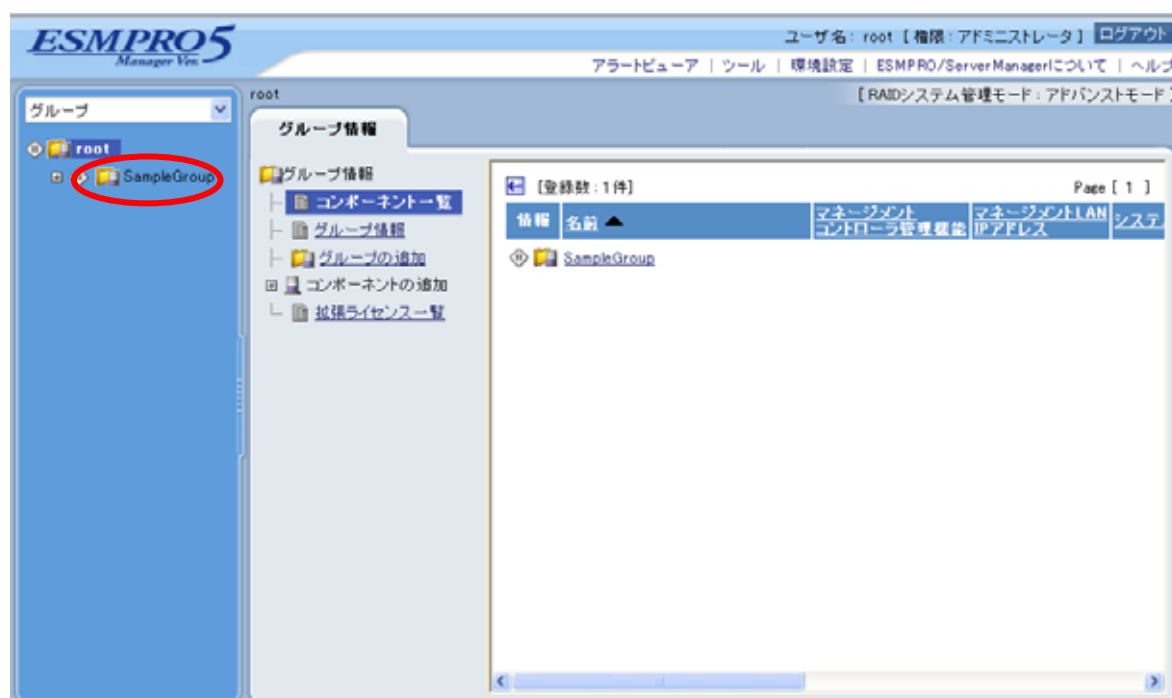 ESMPRO5
Manager Ver.
ユーザ名: root [ 権限: アドミニストレータ ] ログアウト
アラートビューア | ツール | 環境設定 | ESMPRO/ServerManagerについて | ヘルプ
グループ
root
SampleGroup
root
[ RAIDシステム管理モード: アドバンストモード ]
グループ情報
グループ情報
コンポーネント一覧
グループ情報
グループの追加
コンポーネントの追加
拡張ライセンス一覧
[登録数: 1件]
Page [ 1 ]
情報 名前 ▲ マネージメント コントローラ管理機能 マネージメントLAN IPアドレス システ
SampleGroup